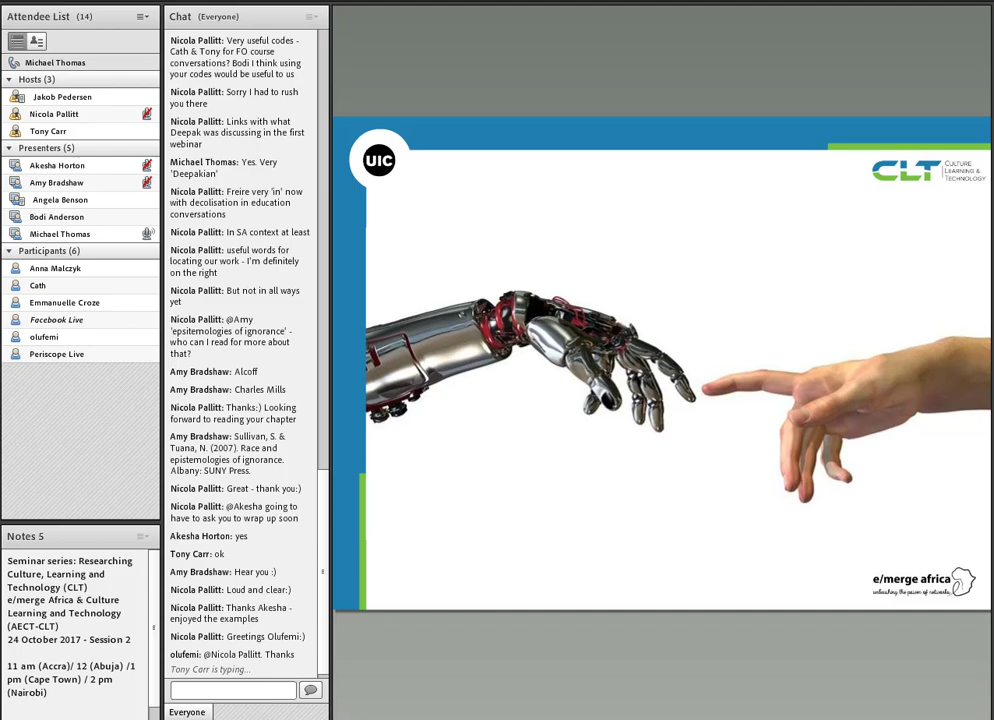 Attendee List (14)
Michael Thomas
Hosts (3)
Jakob Pedersen
Nicola Pallitt
Tony Carr
Presenters (5)
Akesha Horton
Amy Bradshaw
Angela Benson
Bodi Anderson
Michael Thomas
Participants (6)
Anna Malczyk
Cath
Emmanuelle Croze
Facebook Live
olufemi
Periscope Live
Notes 5
Seminar series: Researching
Culture, Learning and
Technology (CLT)
e/merge Africa & Culture
Learning and Technology
(AECT-CLT)
24 October 2017 - Session 2
11 am (Accra)/ 12 (Abuja) /1
pm (Cape Town) / 2 pm
(Nairobi)
Chat (Everyone)
Nicola Pallitt: Very useful codes -
Cath & Tony for FO course
conversations? Bodi I think using
your codes would be useful to us
Nicola Pallitt: Sorry I had to rush
you there
Nicola Pallitt: Links with what
Deepak was discussing in the first
webinar
Michael Thomas: Yes. Very
'Deepakian'
Nicola Pallitt: Freire very 'in' now
with decolisation in education
conversations
Nicola Pallitt: In SA context at least
Nicola Pallitt: useful words for
locating our work - I'm definitely
on the right
Nicola Pallitt: But not in all ways
yet
Nicola Pallitt: @Amy
'epistemologies of ignorance' -
who can I read for more about
that?
Amy Bradshaw: Alcoff
Amy Bradshaw: Charles Mills
Nicola Pallitt: Thanks:) Looking
forward to reading your chapter
Amy Bradshaw: Sullivan, S. &
Tuana, N. (2007). Race and
epistemologies of ignorance.
Albany: SUNY Press.
Nicola Pallitt: Great - thank you:)
Nicola Pallitt: @Akesha going to
have to ask you to wrap up soon
Akesha Horton: yes
Tony Carr: ok
Amy Bradshaw: Hear you :)
Nicola Pallitt: Loud and clear:)
Nicola Pallitt: Thanks Akesha -
enjoyed the examples
Nicola Pallitt: Greetings Olufemi:)
olufemi: @Nicola Pallitt. Thanks
Tony Carr is typing...
Everyone
UIC
CLT
CULTURE
LEARNING &
TECHNOLOGY
e/merge africa
unleashing the power of networks